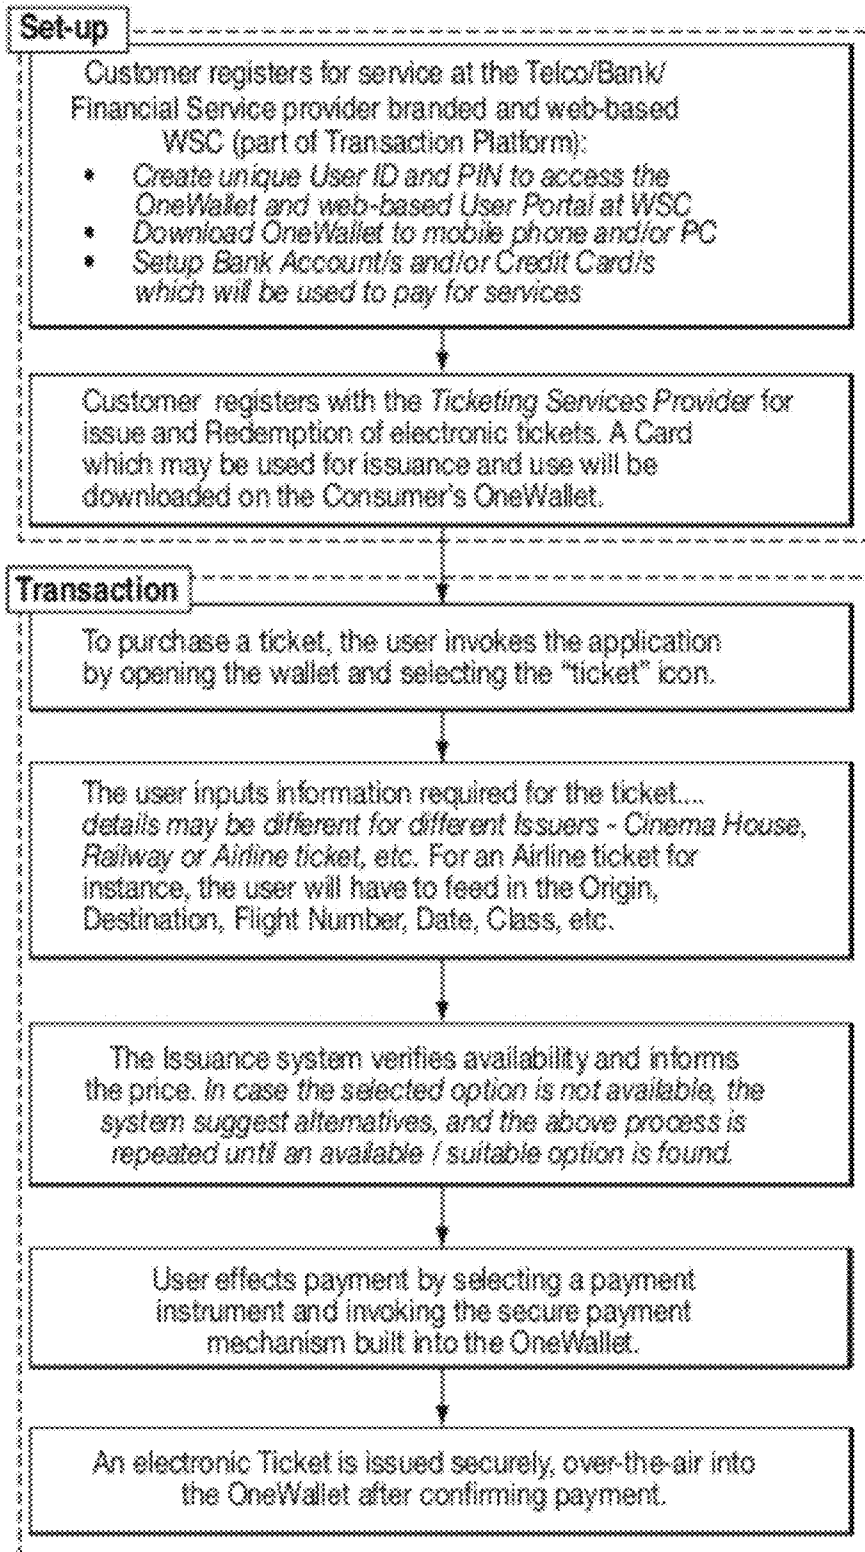 Set-up
Customer registers for service at the Telco/Bank/
Financial Service provider branded and web-based
WSC (part of Transaction Platform):
• Create unique User ID and PIN to access the
OneWallet and web-based User Portal at WSC
• Download OneWallet to mobile phone and/or PC
• Setup Bank Account/s and/or Credit Card/s
which will be used to pay for services
Customer registers with the Ticketing Services Provider for
issue and Redemption of electronic tickets. A Card
which may be used for issuance and use will be
downloaded on the Consumer's OneWallet.
Transaction
To purchase a ticket, the user invokes the application
by opening the wallet and selecting the "ticket" icon.
The user inputs information required for the ticket....
details may be different for different Issuers - Cinema House,
Railway or Airline ticket, etc. For an Airline ticket for
instance, the user will have to feed in the Origin,
Destination, Flight Number, Date, Class, etc.
The Issuance system verifies availability and informs
the price. In case the selected option is not available, the
system suggest alternatives, and the above process is
repeated until an available / suitable option is found.
User effects payment by selecting a payment
instrument and invoking the secure payment
mechanism built into the OneWallet.
An electronic Ticket is issued securely, over-the-air into
the OneWallet after confirming payment.